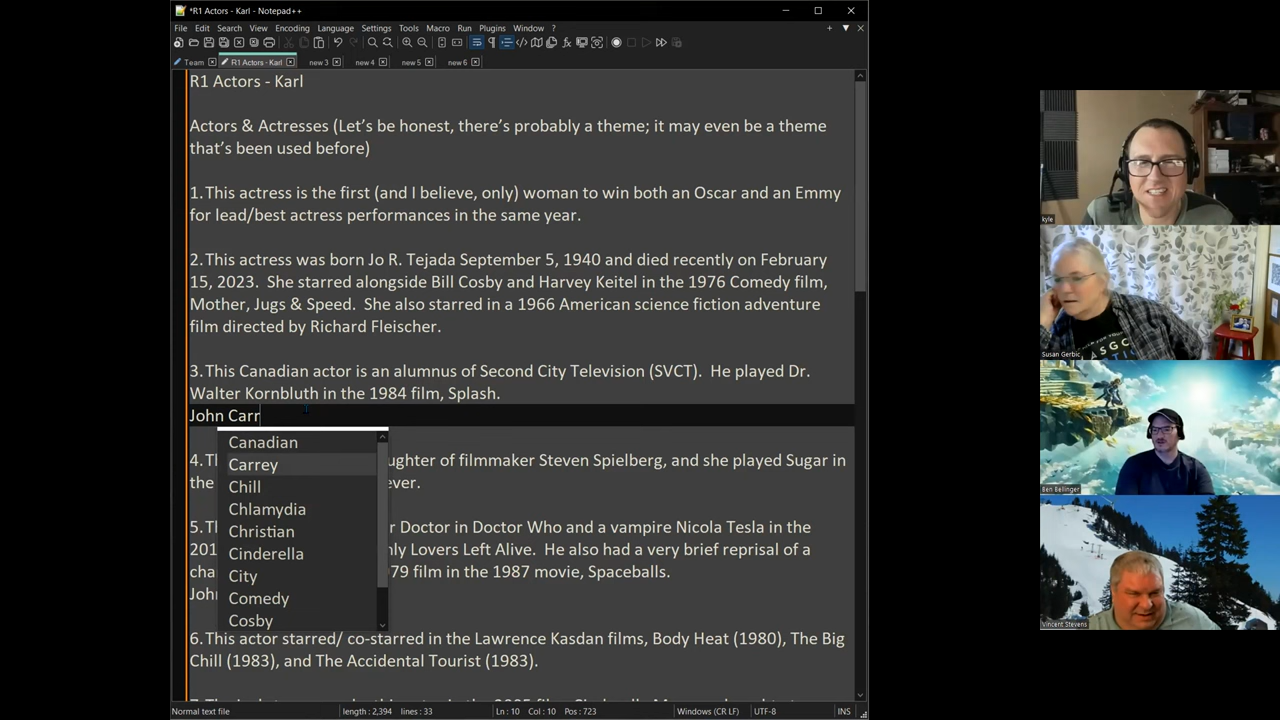 *R1 Actors - Karl - Notepad++
File Edit Search View Encoding Language Settings Tools Macro Run Plugins Window ?
Team R1 Actors - Karl new 3 new 4 new 5 new 6
R1 Actors - Karl
Actors & Actresses (Let's be honest, there's probably a theme; it may even be a theme
that's been used before)
1. This actress is the first (and I believe, only) woman to win both an Oscar and an Emmy
for lead/best actress performances in the same year.
2. This actress was born Jo R. Tejada September 5, 1940 and died recently on February
15, 2023. She starred alongside Bill Cosby and Harvey Keitel in the 1976 Comedy film,
Mother, Jugs & Speed. She also starred in a 1966 American science fiction adventure
film directed by Richard Fleischer.
3. This Canadian actor is an alumnus of Second City Television (SVCT). He played Dr.
Walter Kornbluth in the 1984 film, Splash.
John Carr
Canadian
Carrey
Chill
Chlamydia
Christian
Cinderella
City
Comedy
Cosby
4. ughter of filmmaker Steven Spielberg, and she played Sugar in
the ever.
5. r Doctor in Doctor Who and a vampire Nicola Tesla in the
201 nly Lovers Left Alive. He also had a very brief reprisal of a
cha 79 film in the 1987 movie, Spaceballs.
John
6. This actor starred/ co-starred in the Lawrence Kasdan films, Body Heat (1980), The Big
Chill (1983), and The Accidental Tourist (1983).
Normal text file length : 2,394 lines : 33 Ln : 10 Col : 10 Pos : 723 Windows (CR LF) UTF-8 INS
kyle
Susan Gerbic
ASGC
Ben Bellinger
Vincent Stevens